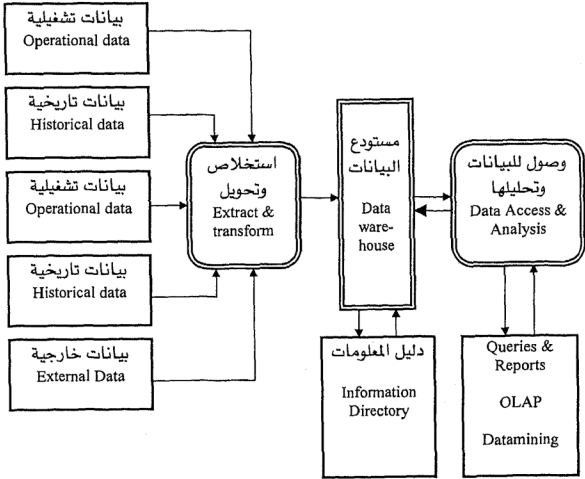 بيانات تشغيلية
Operational data
بيانات تاريخية
Historical data
بيانات تشغيلية
Operational data
بيانات تاريخية
Historical data
بيانات خارجية
External Data
استخلاص
وتحويل
Extract &
transform
مستودع
البيانات
Data
ware-
house
وصول للبيانات
وتحليلها
Data Access &
Analysis
دليل المعلومات
Information
Directory
Queries &
Reports
OLAP
Datamining